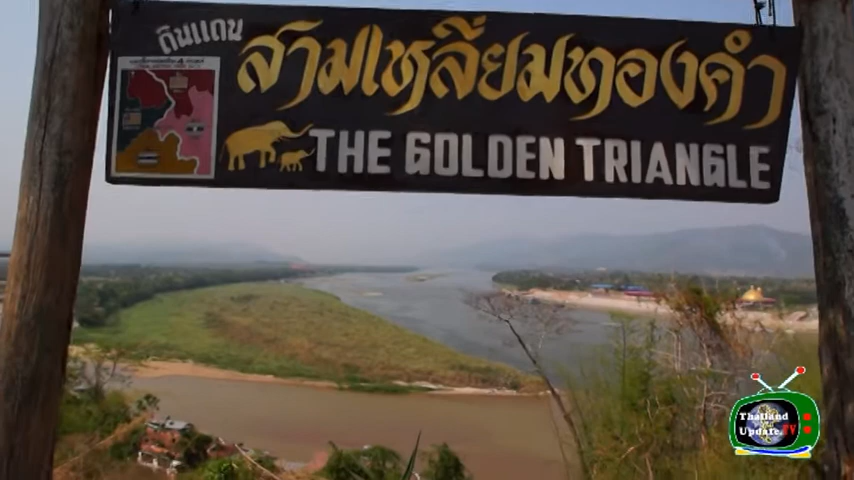 ดินแดน
สามเหลี่ยมทองคำ
THE GOLDEN TRIANGLE
Thailand
Update.TV